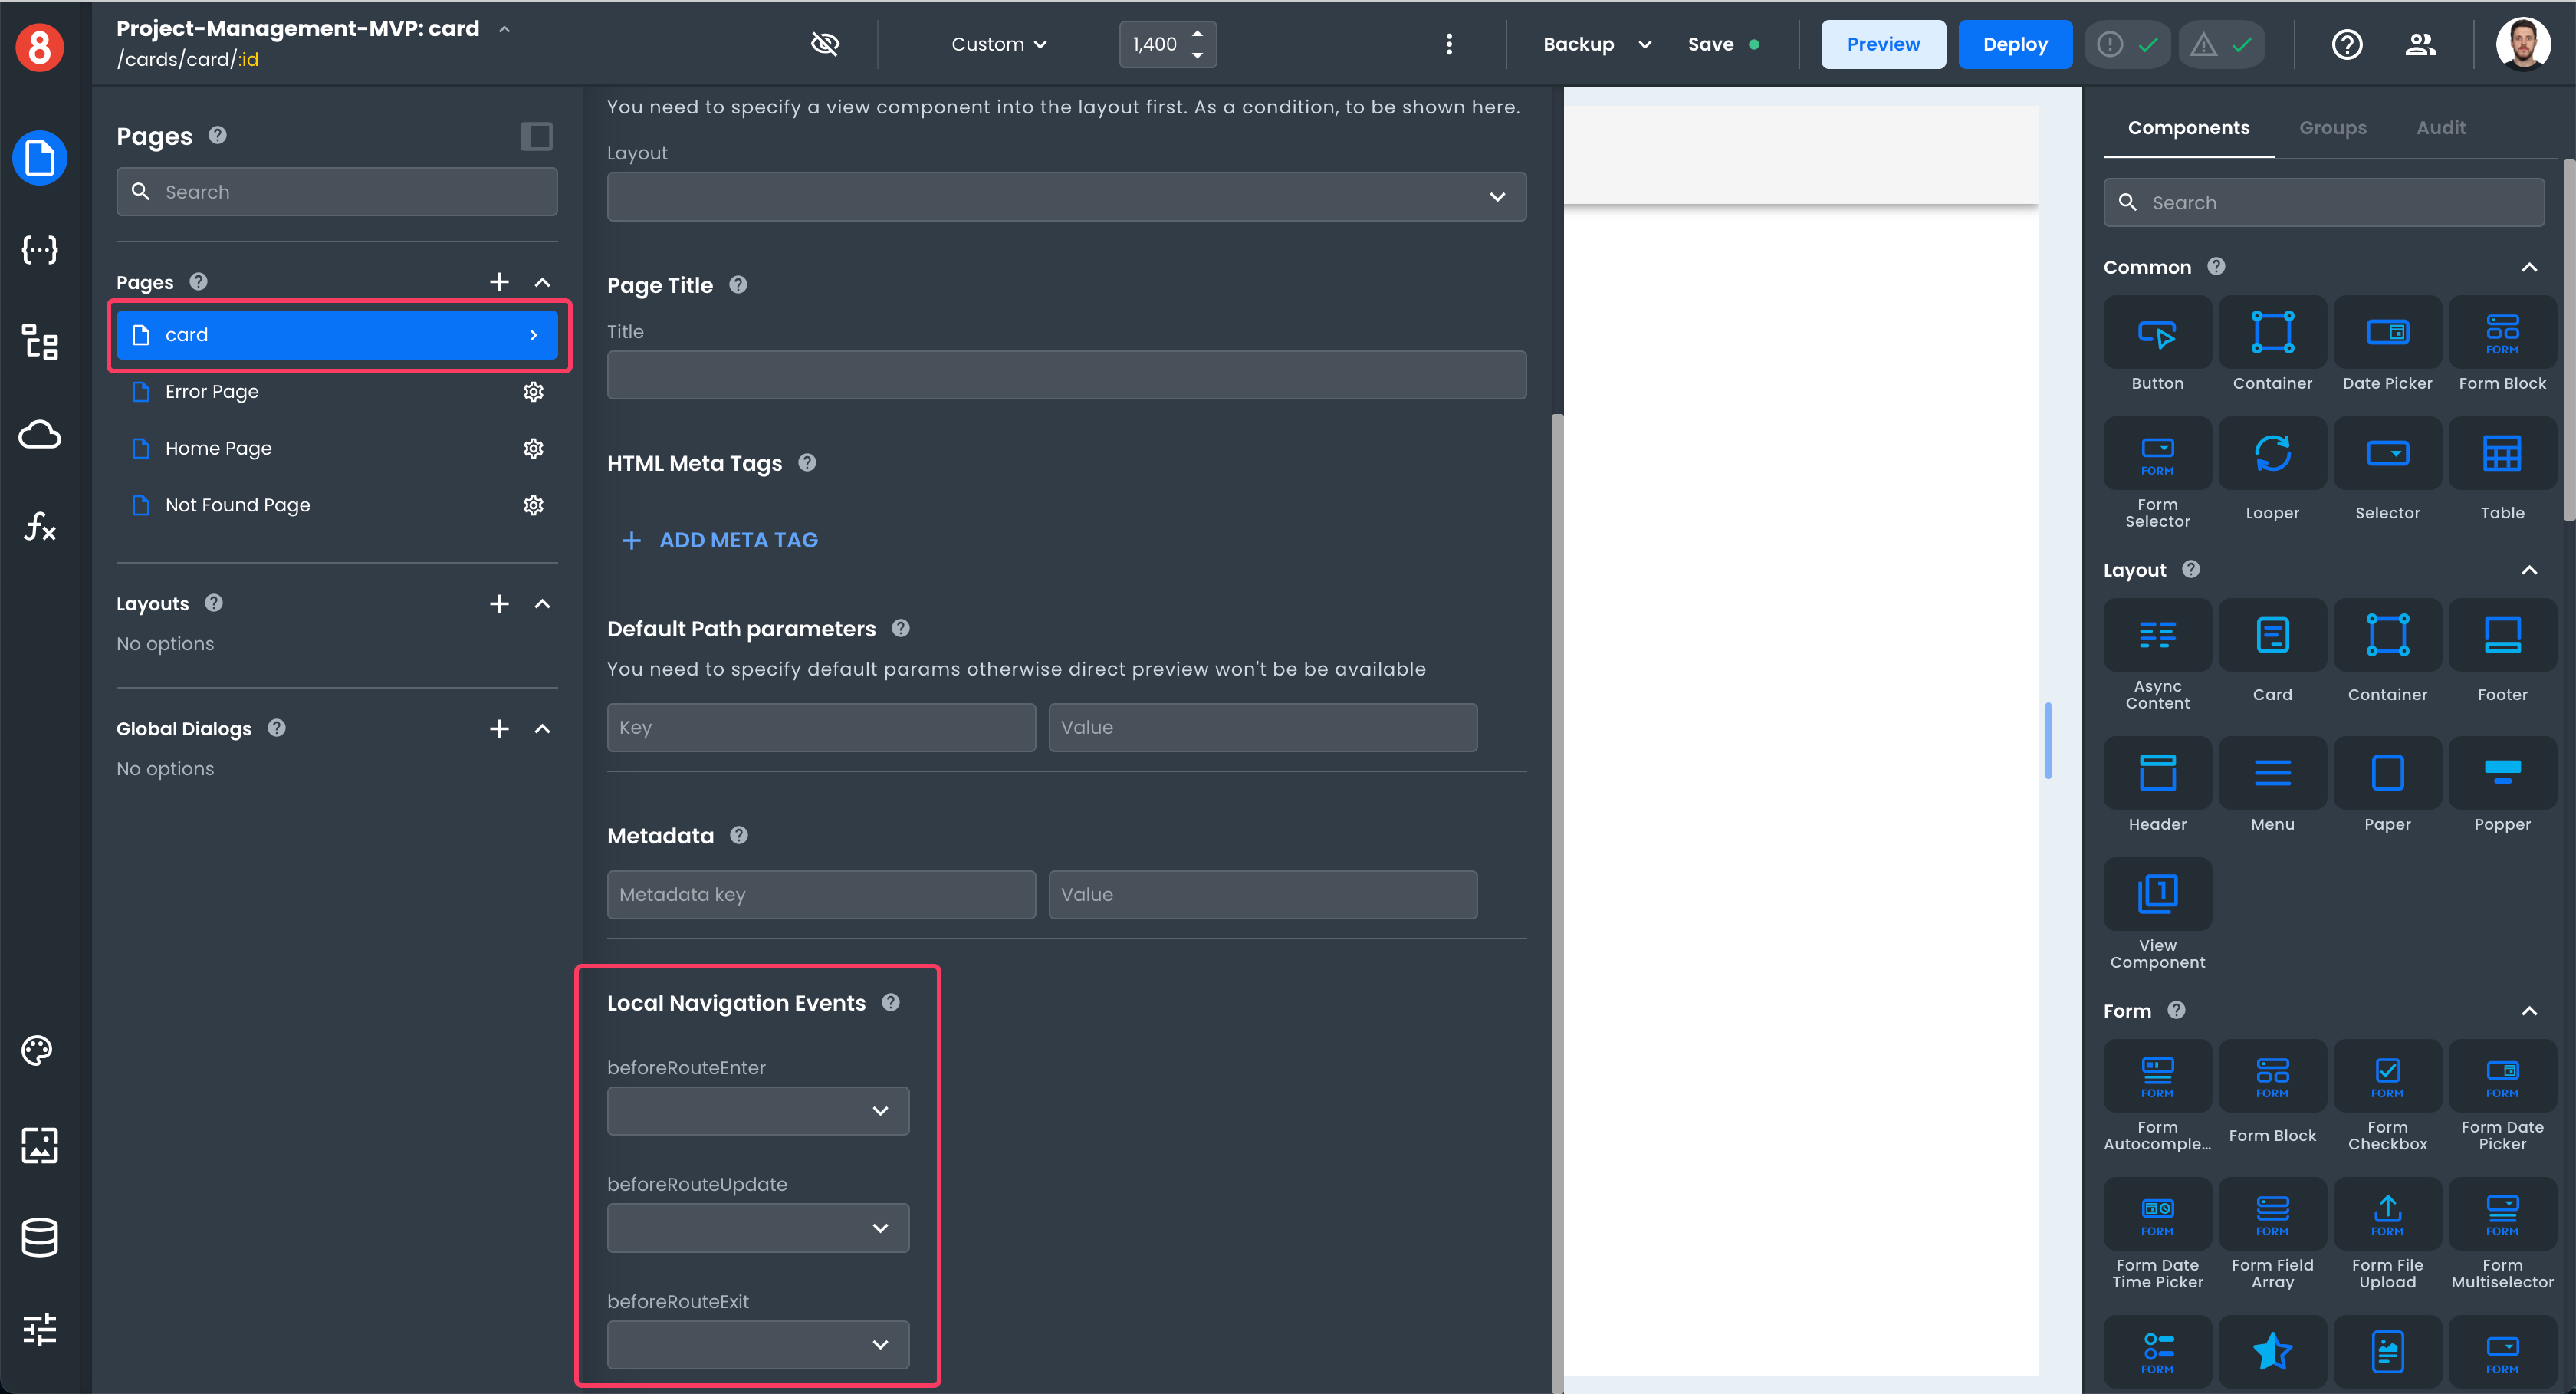 8
Project-Management-MVP: card
/cards/card/:id
Custom
1,400
Backup
Save
Preview
Deploy
Pages
Search
Pages
card
Error Page
Home Page
Not Found Page
Layouts
No options
Global Dialogs
No options
You need to specify a view component into the layout first. As a condition, to be shown here.
Layout
Page Title
Title
HTML Meta Tags
+ ADD META TAG
Default Path parameters
You need to specify default params otherwise direct preview won't be be available
Key
Value
Metadata
Metadata key
Value
Local Navigation Events
beforeRouteEnter
beforeRouteUpdate
beforeRouteExit
Components
Groups
Audit
Search
Common
FORM
Button
Container
Date Picker
Form Block
FORM
Form Selector
Looper
Selector
Table
Layout
Async Content
Card
Container
Footer
Header
Menu
Paper
Popper
1
View Component
Form
FORM
FORM
FORM
FORM
Form Autocomple...
Form Block
Form Checkbox
Form Date Picker
FORM
FORM
FORM
FORM
Form Date Time Picker
Form Field Array
Form File Upload
Form Multiselector
FORM
FORM